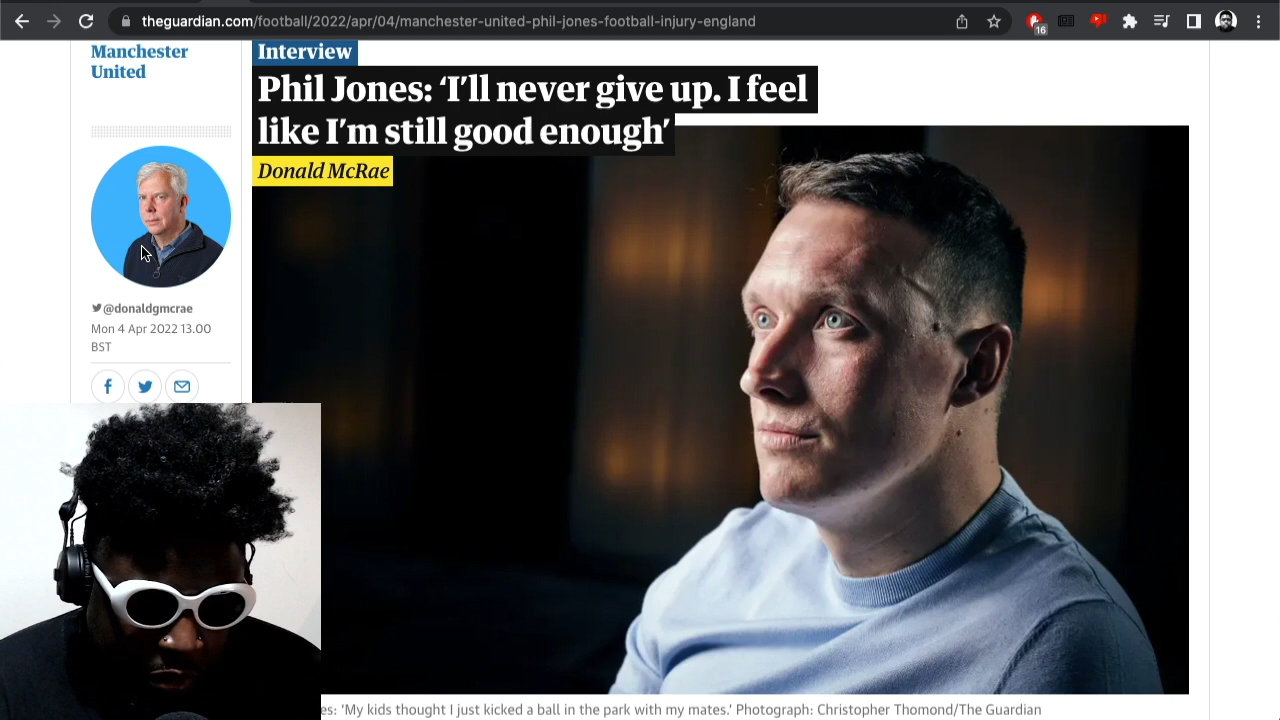 theguardian.com/football/2022/apr/04/manchester-united-phil-jones-football-injury-england
16
Manchester
United
Interview
Phil Jones: ‘I’ll never give up. I feel
like I’m still good enough’
Donald McRae
@donaldgmcrae
Mon 4 Apr 2022 13.00
BST
es: ‘My kids thought I just kicked a ball in the park with my mates.’ Photograph: Christopher Thomond/The Guardian